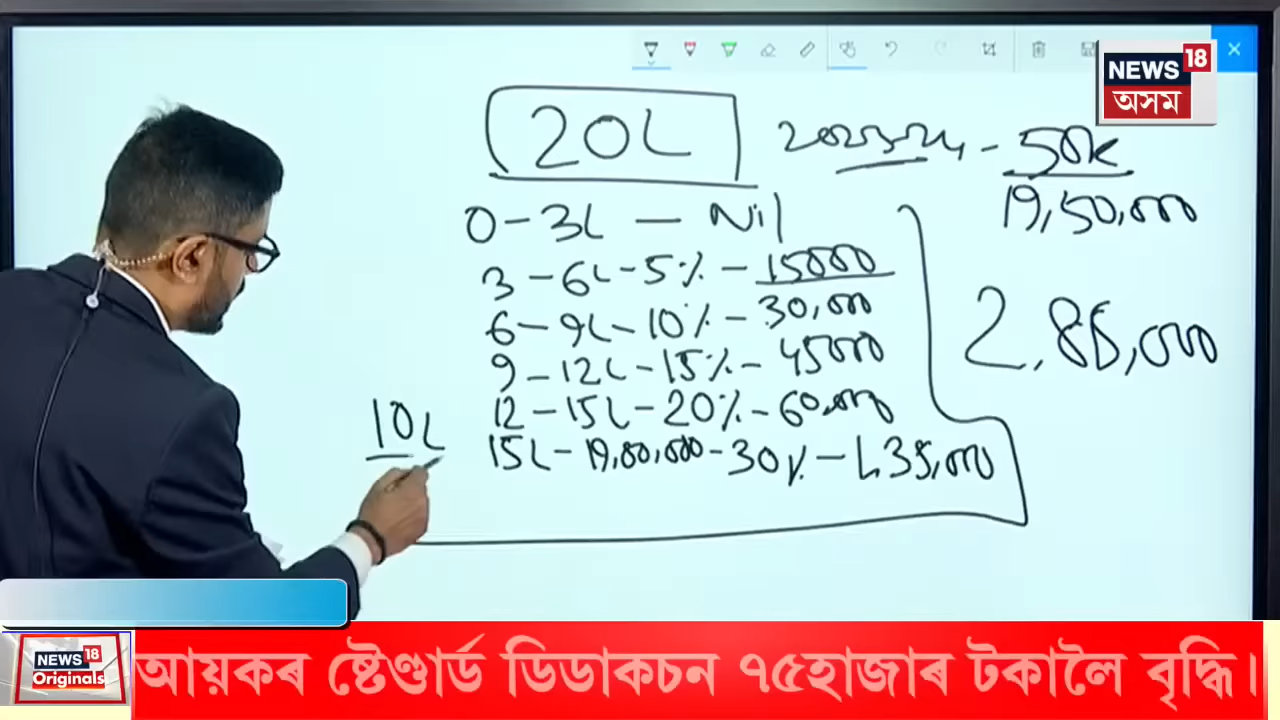 NEWS 18
অসম
20L
2023-24 - 50K
19,50,000
0-3L - Nil
3-6L-5%-15000
6-9L-10%-30,000
9-12L-15%-45000
12-15L-20%-60,000
15L-19,50,000-30%-1,35,000
2,85,000
10L
NEWS 18
Originals
আয়কৰ ষ্টেণ্ডাৰ্ড ডিডাকচন ৭৫হাজাৰ টকালৈ বৃদ্ধি।